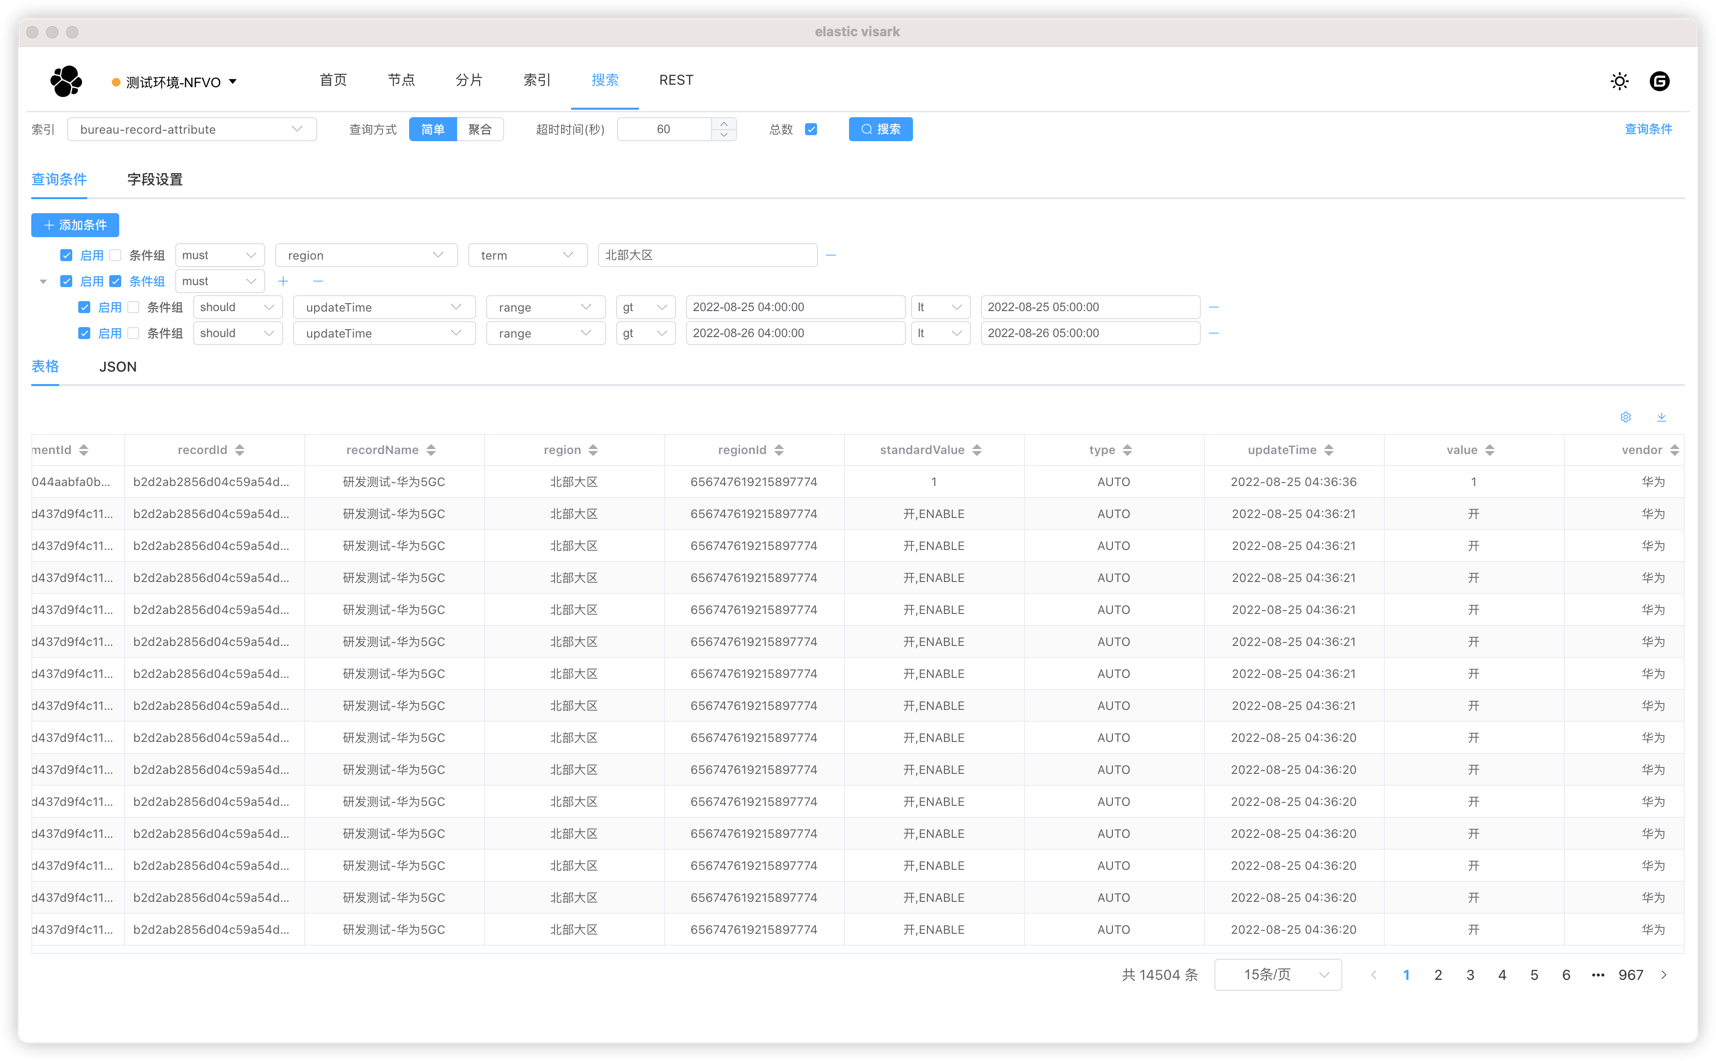 elastic visark
测试环境-NFVO 首页 节点 分片 索引 搜索 REST
索引 bureau-record-attribute 查询方式 简单 聚合 超时时间(秒) 60 总数 搜索 查询条件
查询条件 字段设置
添加条件
启用 条件组 must region term 北部大区
启用 条件组 must
启用 条件组 should updateTime range gt 2022-08-25 04:00:00 lt 2022-08-25 05:00:00
启用 条件组 should updateTime range gt 2022-08-26 04:00:00 lt 2022-08-26 05:00:00
表格 JSON
mentId recordId recordName region regionId standardValue type updateTime value vendor
044aabfa0b... b2d2ab2856d04c59a54d... 研发测试-华为5GC 北部大区 656747619215897774 1 AUTO 2022-08-25 04:36:36 1 华为
d437d9f4c11... b2d2ab2856d04c59a54d... 研发测试-华为5GC 北部大区 656747619215897774 开,ENABLE AUTO 2022-08-25 04:36:21 开 华为
d437d9f4c11... b2d2ab2856d04c59a54d... 研发测试-华为5GC 北部大区 656747619215897774 开,ENABLE AUTO 2022-08-25 04:36:21 开 华为
d437d9f4c11... b2d2ab2856d04c59a54d... 研发测试-华为5GC 北部大区 656747619215897774 开,ENABLE AUTO 2022-08-25 04:36:21 开 华为
d437d9f4c11... b2d2ab2856d04c59a54d... 研发测试-华为5GC 北部大区 656747619215897774 开,ENABLE AUTO 2022-08-25 04:36:21 开 华为
d437d9f4c11... b2d2ab2856d04c59a54d... 研发测试-华为5GC 北部大区 656747619215897774 开,ENABLE AUTO 2022-08-25 04:36:21 开 华为
d437d9f4c11... b2d2ab2856d04c59a54d... 研发测试-华为5GC 北部大区 656747619215897774 开,ENABLE AUTO 2022-08-25 04:36:21 开 华为
d437d9f4c11... b2d2ab2856d04c59a54d... 研发测试-华为5GC 北部大区 656747619215897774 开,ENABLE AUTO 2022-08-25 04:36:21 开 华为
d437d9f4c11... b2d2ab2856d04c59a54d... 研发测试-华为5GC 北部大区 656747619215897774 开,ENABLE AUTO 2022-08-25 04:36:20 开 华为
d437d9f4c11... b2d2ab2856d04c59a54d... 研发测试-华为5GC 北部大区 656747619215897774 开,ENABLE AUTO 2022-08-25 04:36:20 开 华为
d437d9f4c11... b2d2ab2856d04c59a54d... 研发测试-华为5GC 北部大区 656747619215897774 开,ENABLE AUTO 2022-08-25 04:36:20 开 华为
d437d9f4c11... b2d2ab2856d04c59a54d... 研发测试-华为5GC 北部大区 656747619215897774 开,ENABLE AUTO 2022-08-25 04:36:20 开 华为
d437d9f4c11... b2d2ab2856d04c59a54d... 研发测试-华为5GC 北部大区 656747619215897774 开,ENABLE AUTO 2022-08-25 04:36:20 开 华为
d437d9f4c11... b2d2ab2856d04c59a54d... 研发测试-华为5GC 北部大区 656747619215897774 开,ENABLE AUTO 2022-08-25 04:36:20 开 华为
d437d9f4c11... b2d2ab2856d04c59a54d... 研发测试-华为5GC 北部大区 656747619215897774 开,ENABLE AUTO 2022-08-25 04:36:20 开 华为
共 14504 条 15条/页 1 2 3 4 5 6 ••• 967